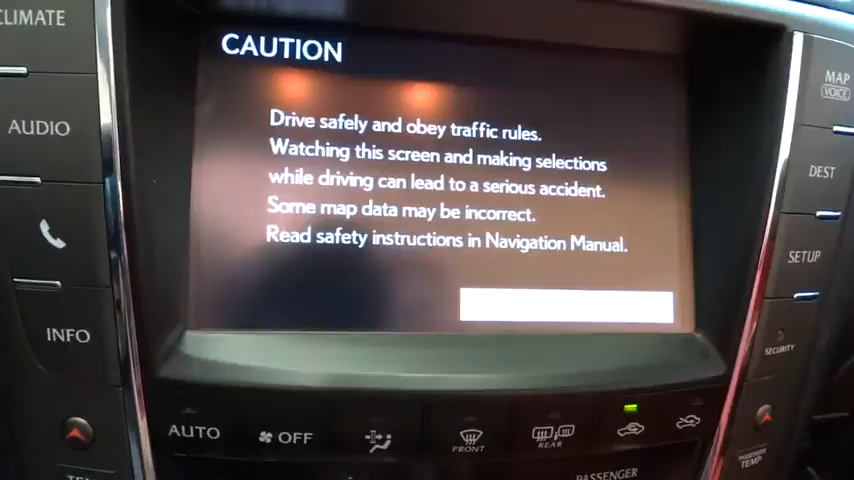 CLIMATE
AUDIO
INFO
CAUTION
Drive safely and obey traffic rules.
Watching this screen and making selections
while driving can lead to a serious accident.
Some map data may be incorrect.
Read safety instructions in Navigation Manual.
MAP
VOICE
DEST
SETUP
SECURITY
AUTO
OFF
FRONT
REAR
PASSENGER
PASSENGER
TEMP